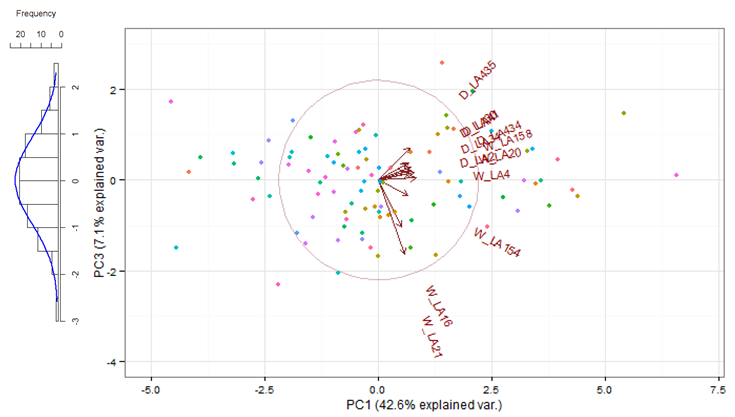 Frequency
20 10 0
2
1
0
-1
-2
-3
PC3 (7.1% explained var.)
2
0
-2
-4
D_LA435
W_LA158
W_LA4
W_LA154
W_LA16
W_LA21
-5.0 -2.5 0.0 2.5 5.0 7.5
PC1 (42.6% explained var.)